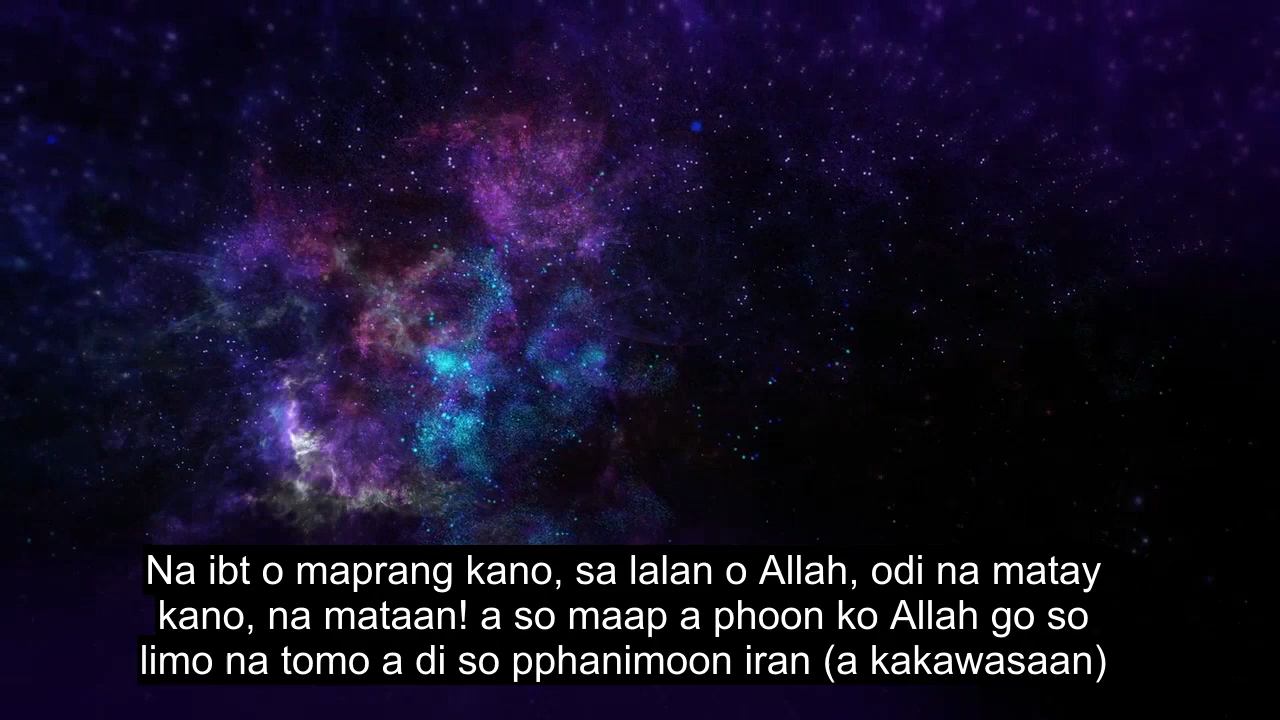 Na ibt o maprang kano, sa lalan o Allah, odi na matay
kano, na mataan! a so maap a phoon ko Allah go so
limo na tomo a di so pphanimoon iran (a kakawasaan)